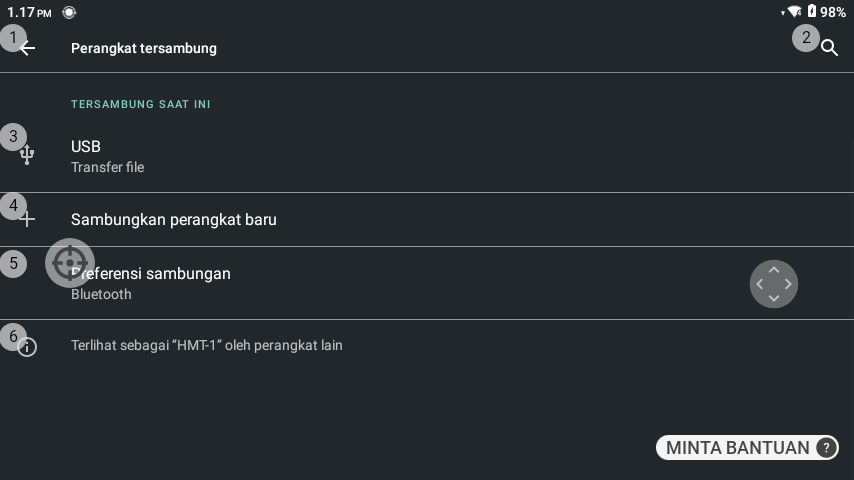 1.17 PM 98%
1 Perangkat tersambung 2
TERSAMBUNG SAAT INI
3 USB
Transfer file
4 Sambungkan perangkat baru
5 Preferensi sambungan
Bluetooth
6 Terlihat sebagai “HMT-1” oleh perangkat lain
MINTA BANTUAN ?